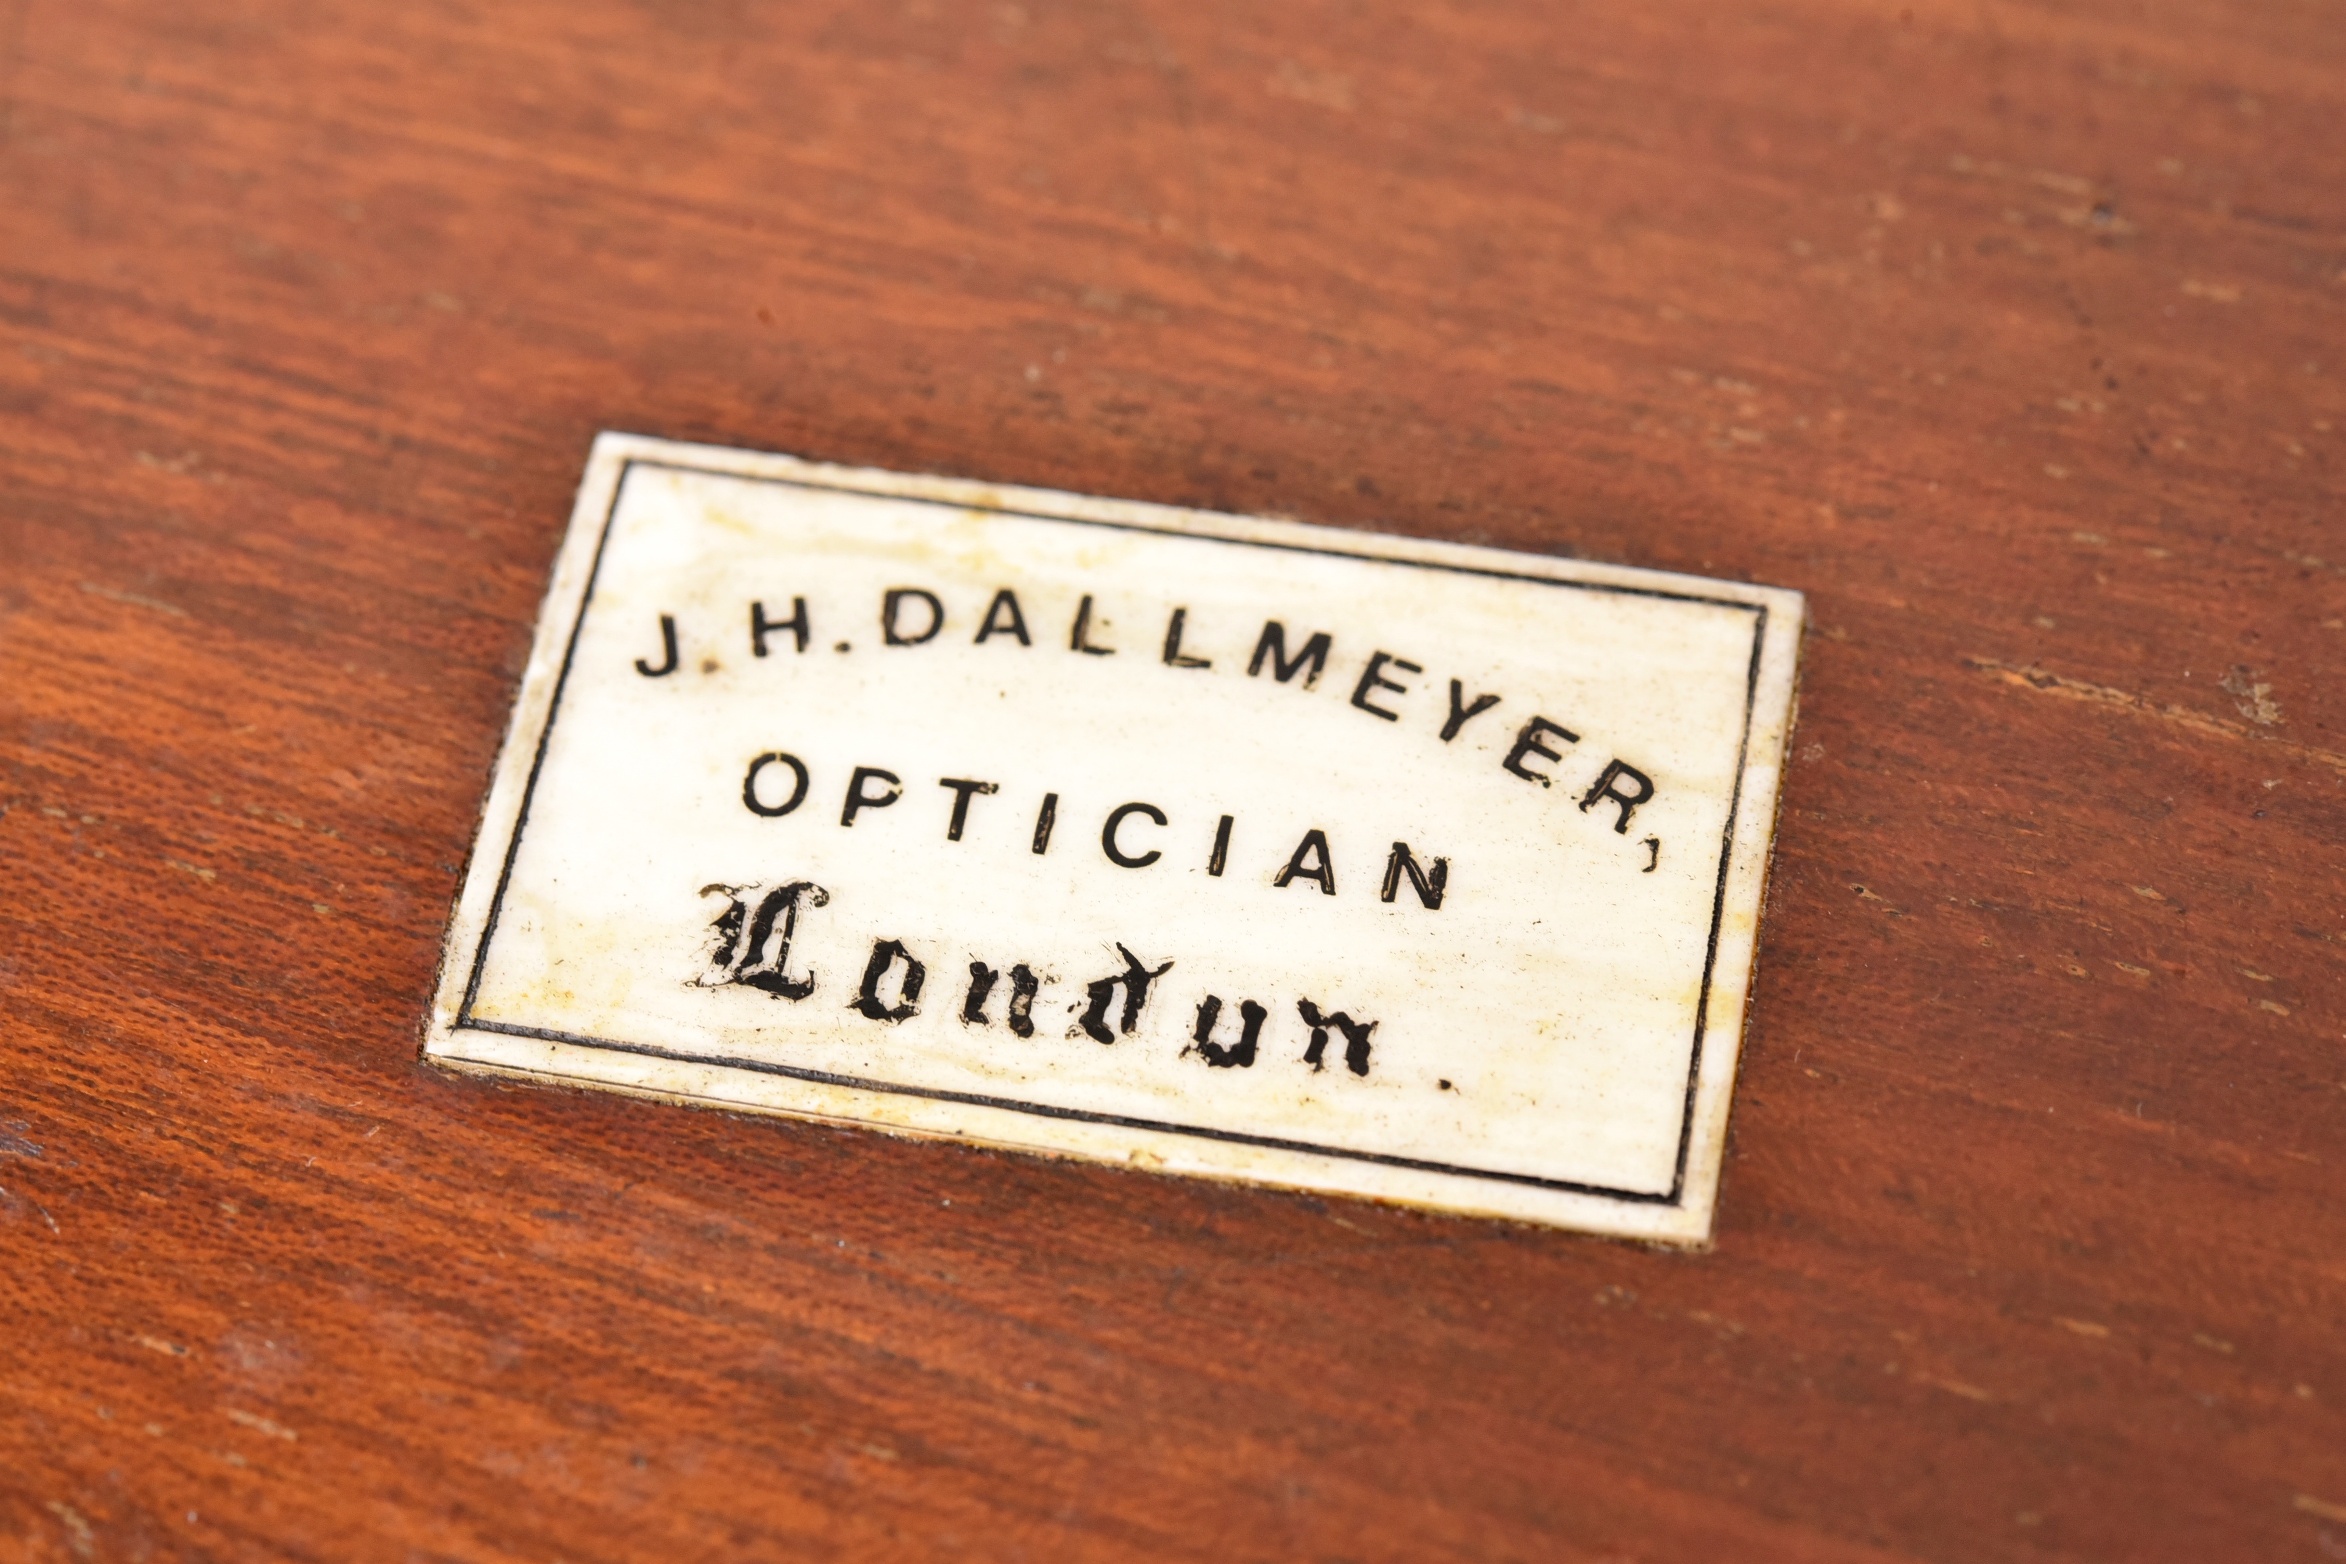 J.H.DALLMEYER,
OPTICIAN
London.